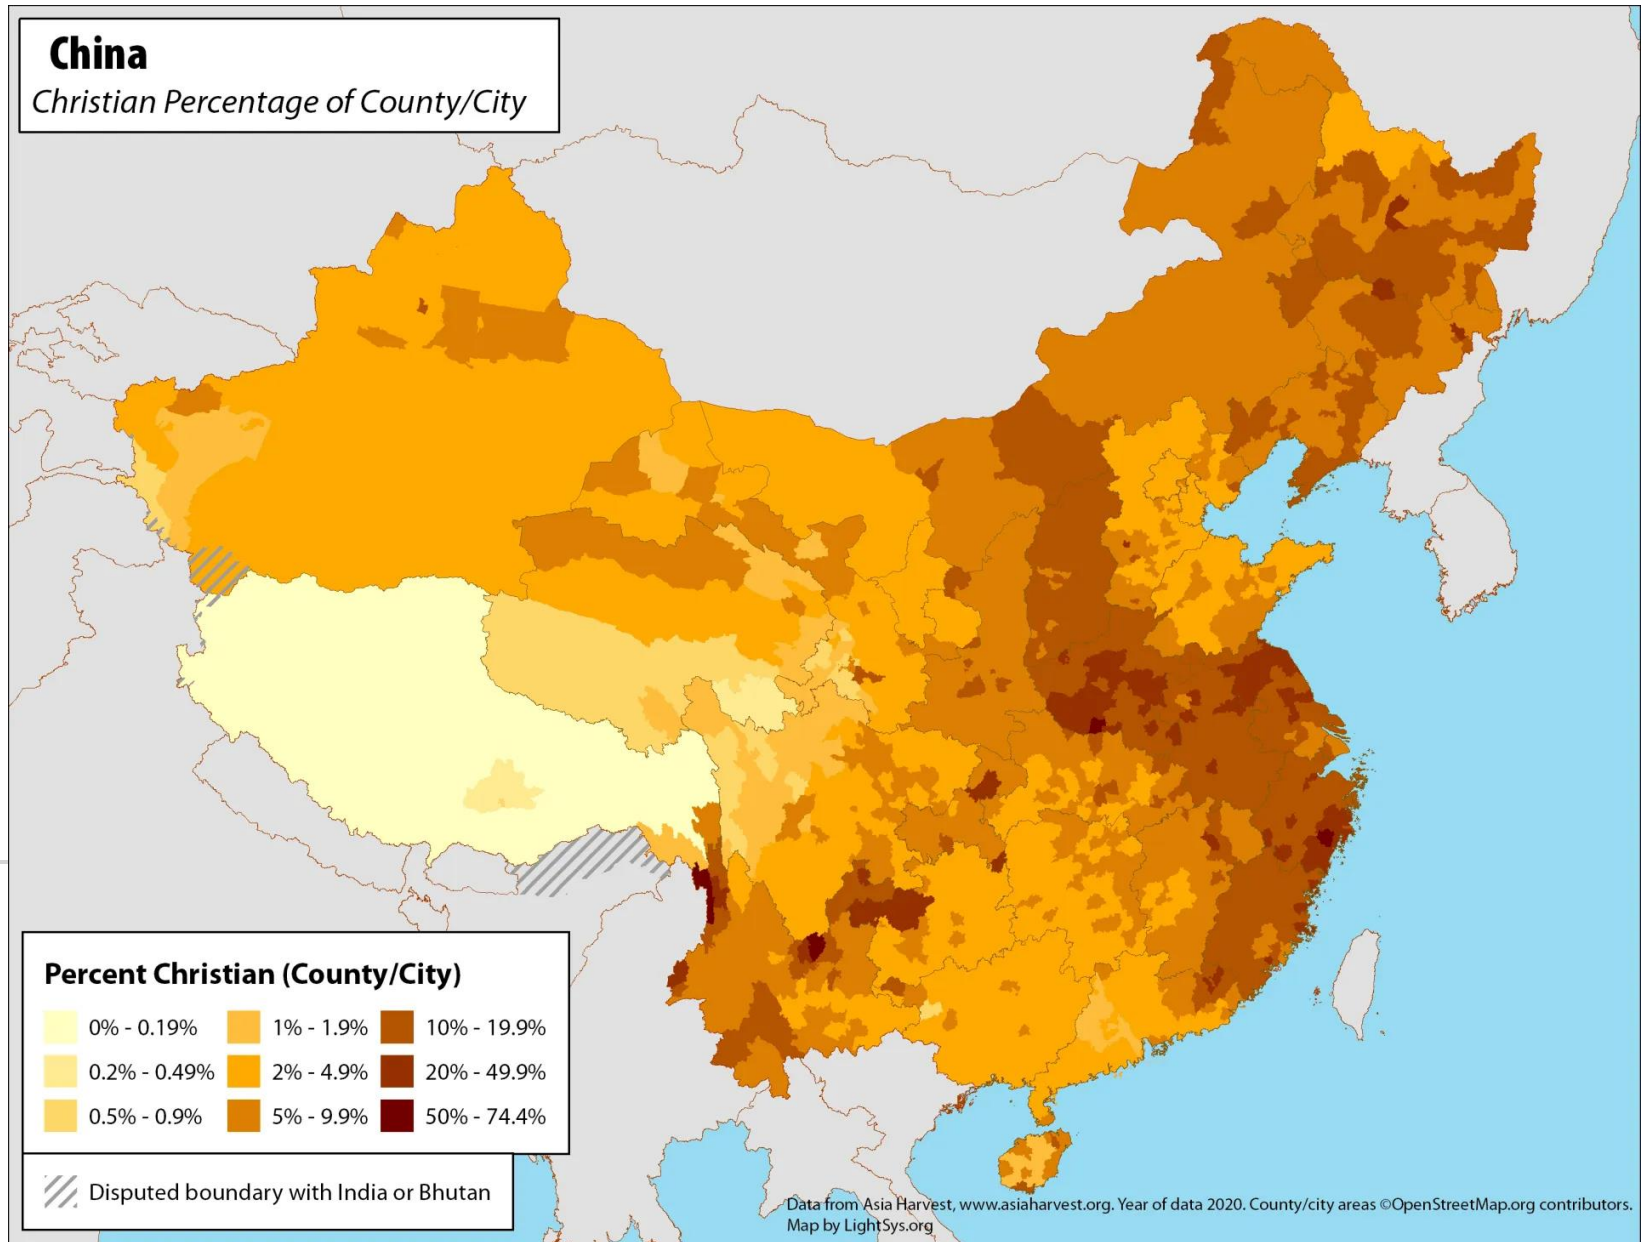 China
Christian Percentage of County/City
Percent Christian (County/City)
0% - 0.19%
0.2% - 0.49%
0.5% - 0.9%
1% - 1.9%
2% - 4.9%
5% - 9.9%
10% - 19.9%
20% - 49.9%
50% - 74.4%
Disputed boundary with India or Bhutan
Data from Asia Harvest, www.asiaharvest.org. Year of data 2020. County/city areas ©OpenStreetMap.org contributors.
Map by LightSys.org